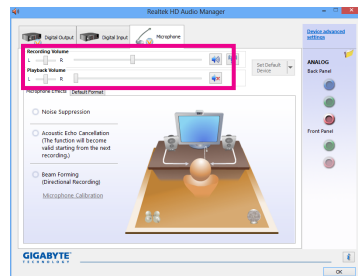 Realtek HD Audio Manager
Digital Output
Digital Input
Microphone
Device advanced
settings
Recording Volume
L
R
Playback Volume
L
R
Set Default
Device
ANALOG
Back Panel
Microphone Effects
Default Format
Noise Suppression
Acoustic Echo Cancellation
(The function will become
valid starting from the next
recording.)
Beam Forming
(Directional Recording)
Microphone Calibration
Front Panel
GIGABYTE
TECHNOLOGY
OK